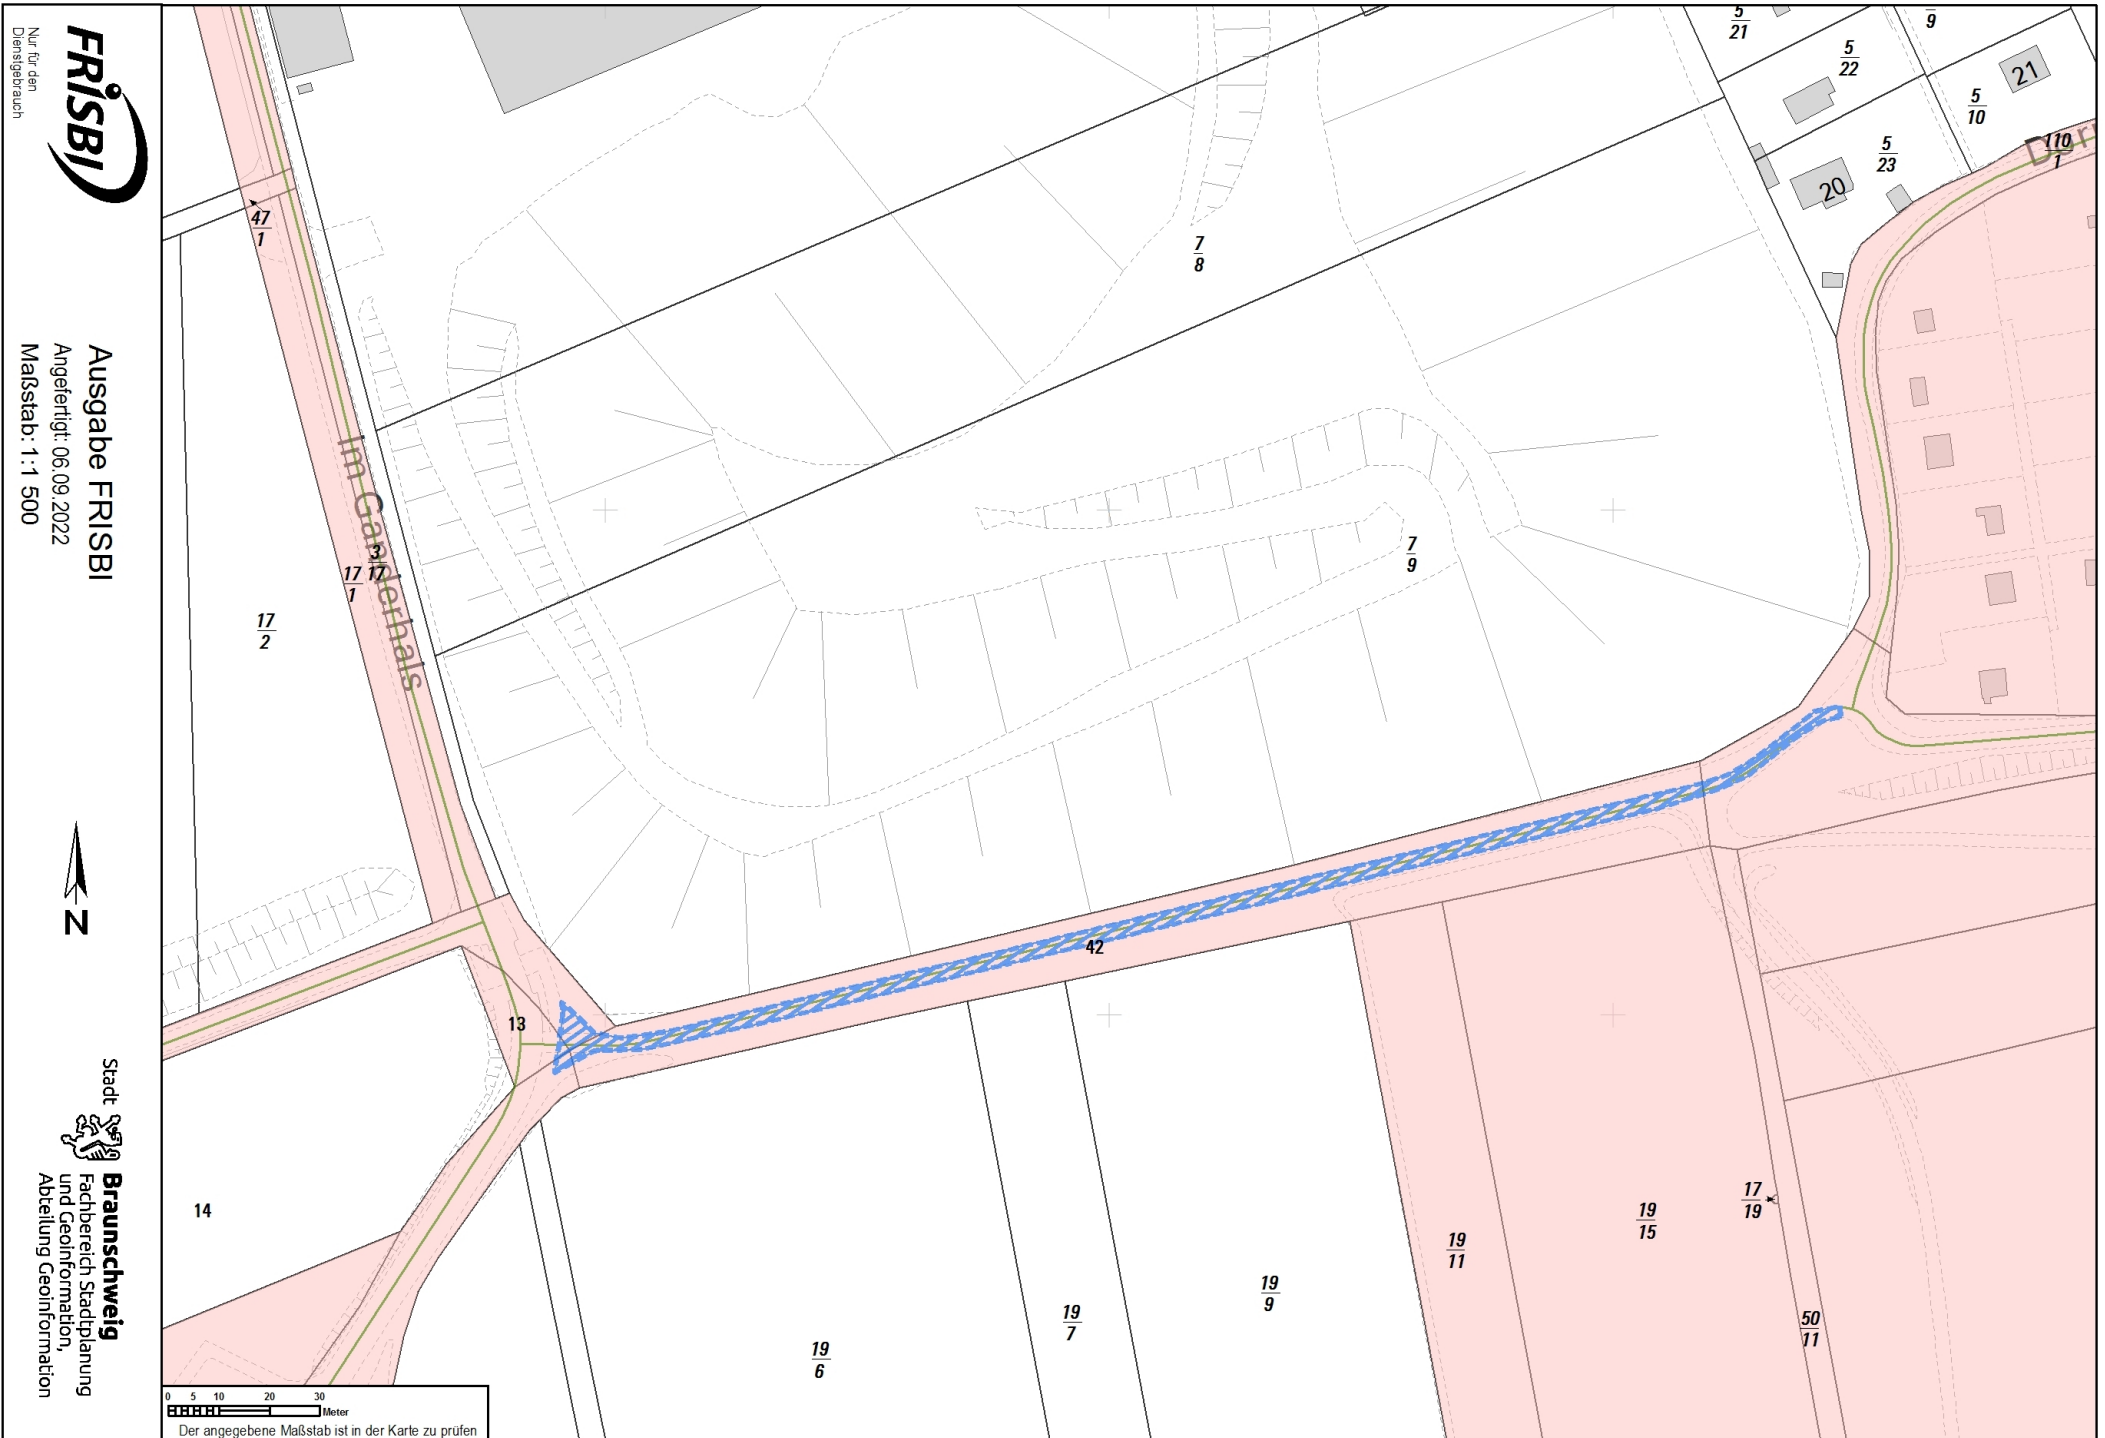 FRISBI
Nur für den
Dienstgebrauch
Ausgabe FRISBI
Angefertigt: 06.09.2022
Maßstab: 1:1 500
N
Stadt
Braunschweig
Fachbereich Stadtplanung
und Geoinformation,
Abteilung Geoinformation
5
21
5
22
9
21
5
10
5
23
110
1
20
47
1
7
8
Im Ganderhals
3
17
17
1
7
9
17
2
42
13
14
17
19
19
15
19
11
19
9
19
7
19
6
50
11
0 5 10 20 30
Meter
Der angegebene Maßstab ist in der Karte zu prüfen